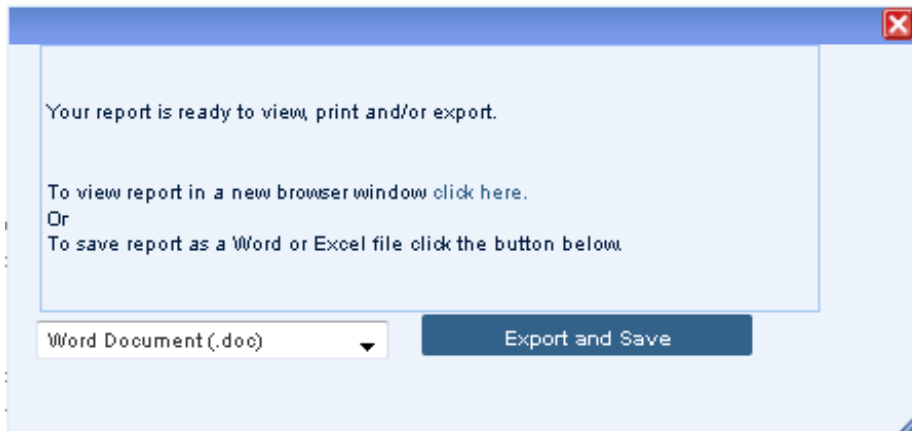 Your report is ready to view, print and/or export.
To view report in a new browser window click here.
Or
To save report as a Word or Excel file click the button below.
Word Document (.doc)
Export and Save